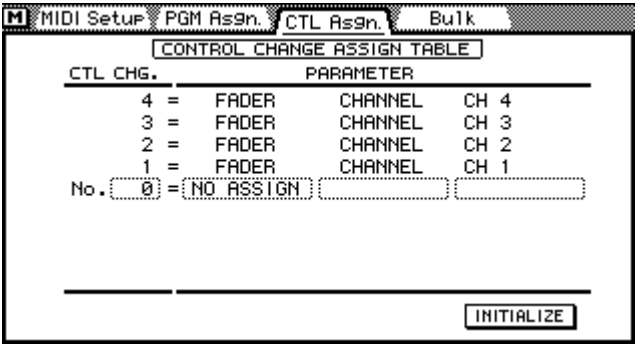 M MIDI Setup PGM Asgn. CTL Asgn. Bulk
CONTROL CHANGE ASSIGN TABLE
CTL CHG. PARAMETER
4 = FADER CHANNEL CH 4
3 = FADER CHANNEL CH 3
2 = FADER CHANNEL CH 2
1 = FADER CHANNEL CH 1
No. 0 = NO ASSIGN
INITIALIZE